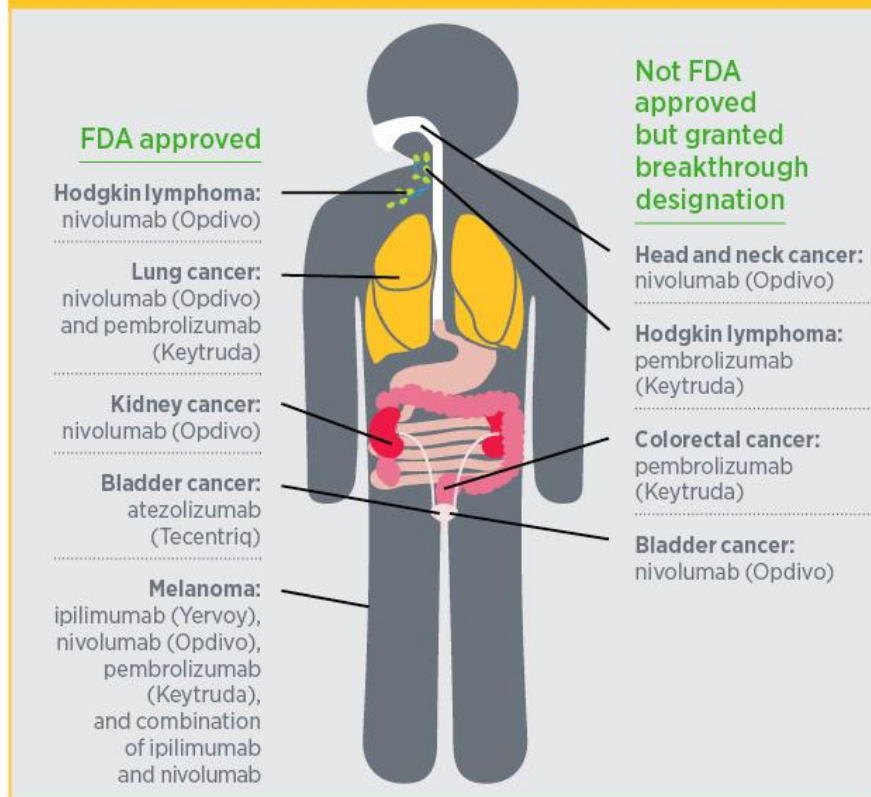 FDA approved
Hodgkin lymphoma:
nivolumab (Opdivo)
Lung cancer:
nivolumab (Opdivo)
and pembrolizumab
(Keytruda)
Kidney cancer:
nivolumab (Opdivo)
Bladder cancer:
atezolizumab
(Tecentriq)
Melanoma:
ipilimumab (Yervoy),
nivolumab (Opdivo),
pembrolizumab
(Keytruda),
and combination
of ipilimumab
and nivolumab
Not FDA
approved
but granted
breakthrough
designation
Head and neck cancer:
nivolumab (Opdivo)
Hodgkin lymphoma:
pembrolizumab
(Keytruda)
Colorectal cancer:
pembrolizumab
(Keytruda)
Bladder cancer:
nivolumab (Opdivo)